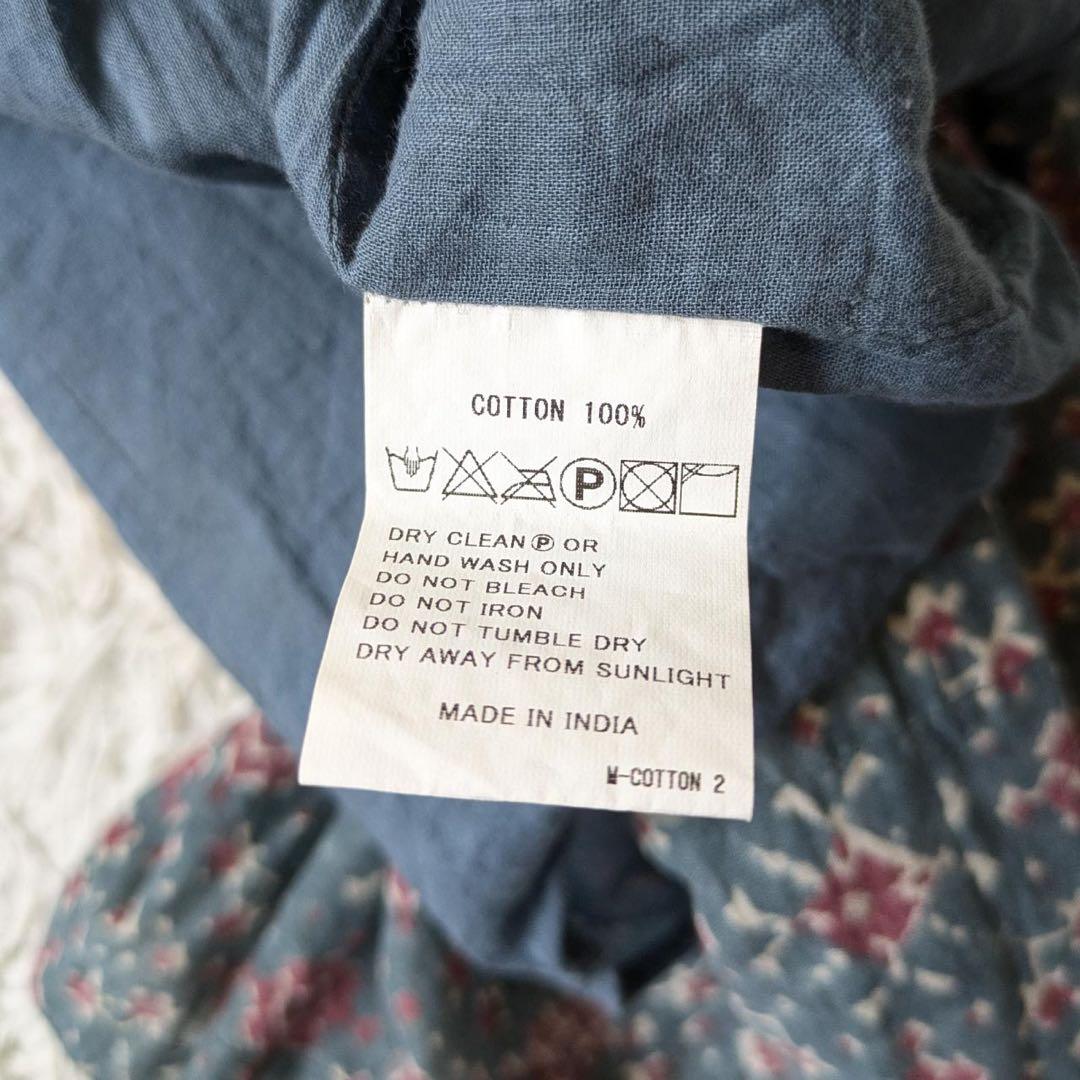 COTTON 100%
P
DRY CLEAN Ⓟ OR
HAND WASH ONLY
DO NOT BLEACH
DO NOT IRON
DO NOT TUMBLE DRY
DRY AWAY FROM SUNLIGHT
MADE IN INDIA
M-COTTON 2